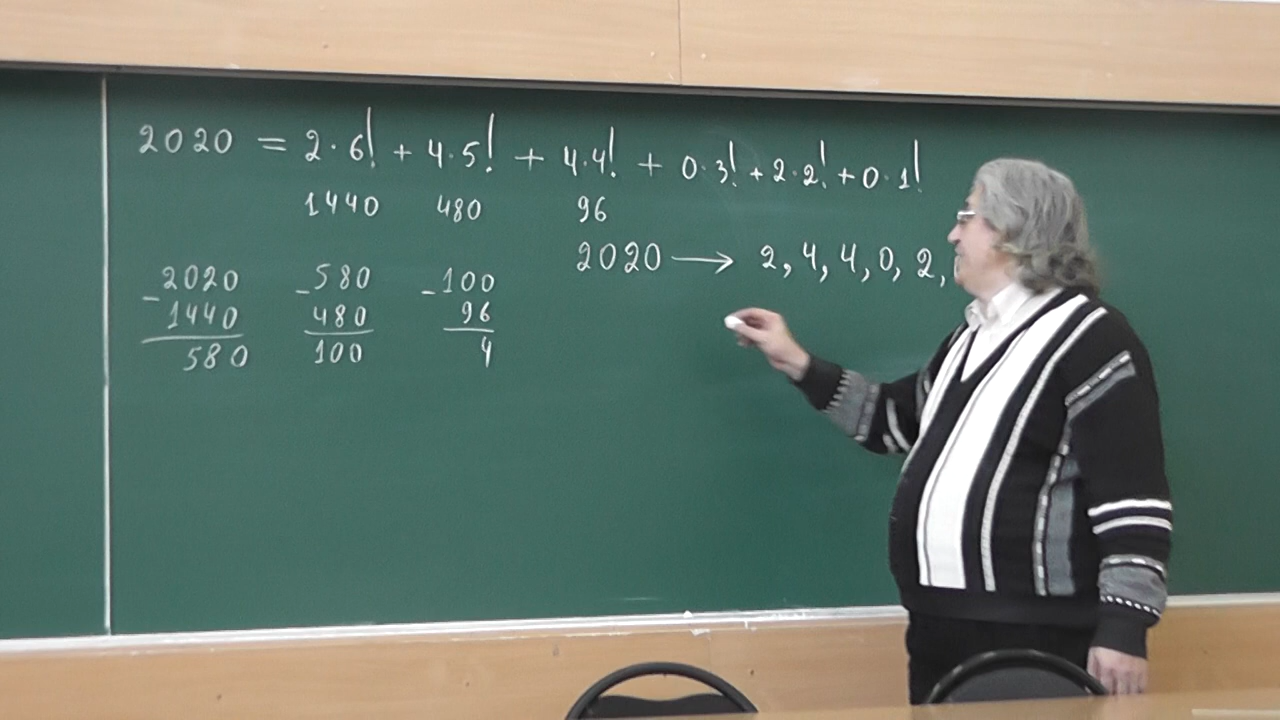 2020 = 2·6! + 4·5! + 4·4! + 0·3! + 2·2! + 0·1!
1440 480 96
2020 → 2, 4, 4, 0, 2,
2020 580 100
- 1440 - 480 - 96
580 100 4